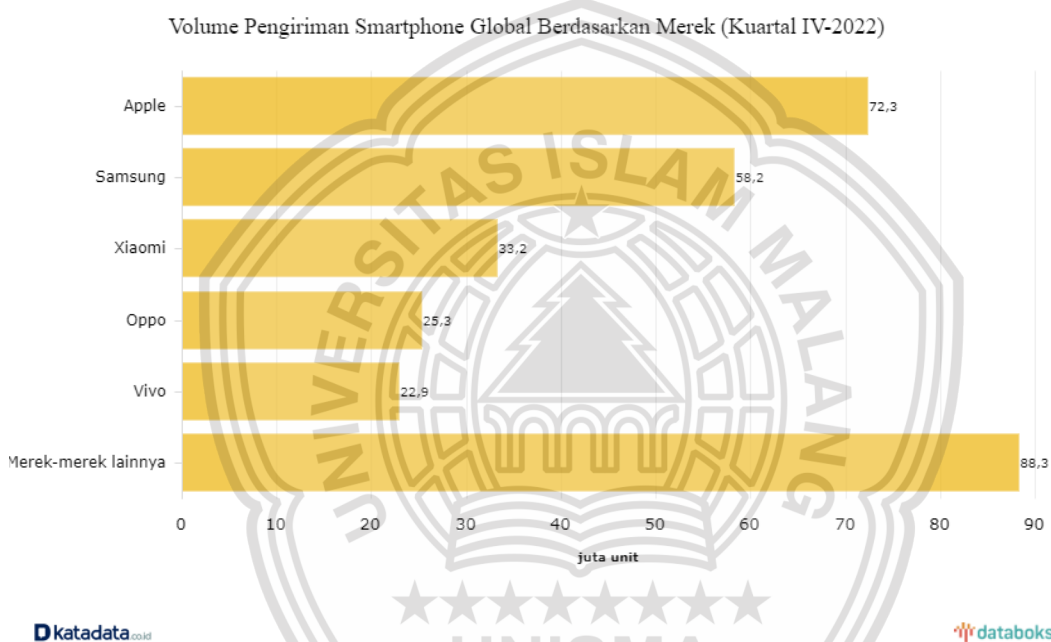 Volume Pengiriman Smartphone Global Berdasarkan Merek (Kuartal IV-2022)
Apple
72,3
Samsung
58,2
Xiaomi
33,2
Oppo
25,3
Vivo
22,9
Merek-merek lainnya
88,3
0 10 20 30 40 50 60 70 80 90
juta unit
UNIVERSITAS ISLAM MALANG
UNISMA
katadata.co.id
databoks